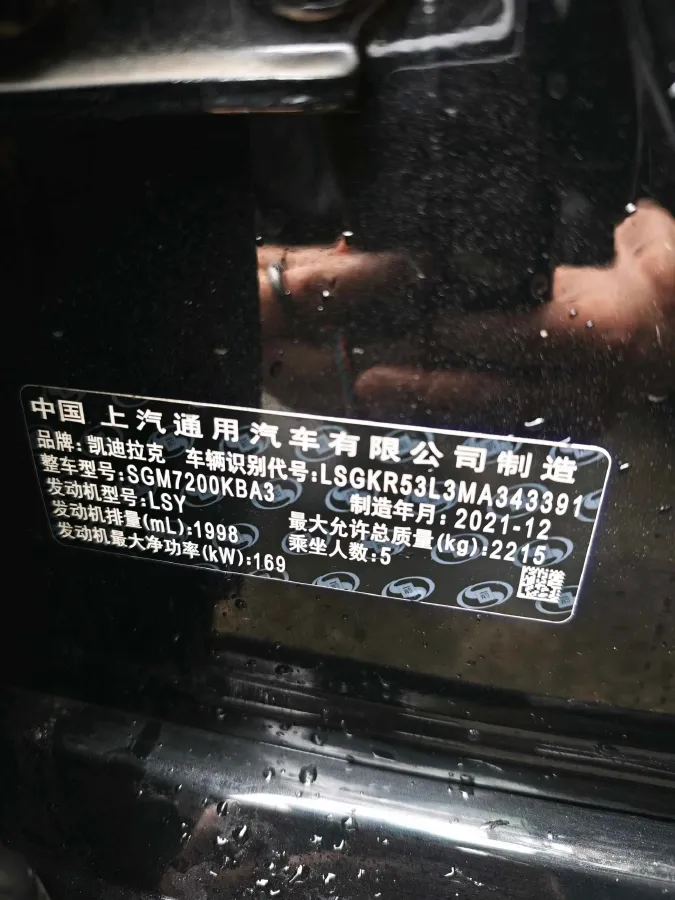 中国 上汽通用汽车有限公司制造
品牌:凯迪拉克 车辆识别代号:LSGKR53L3MA343391
整车型号:SGM7200KBA3 制造年月:2021-12
发动机型号:LSY 最大允许总质量(kg):2215
发动机排量(mL):1998 乘坐人数:5
发动机最大净功率(kW):169